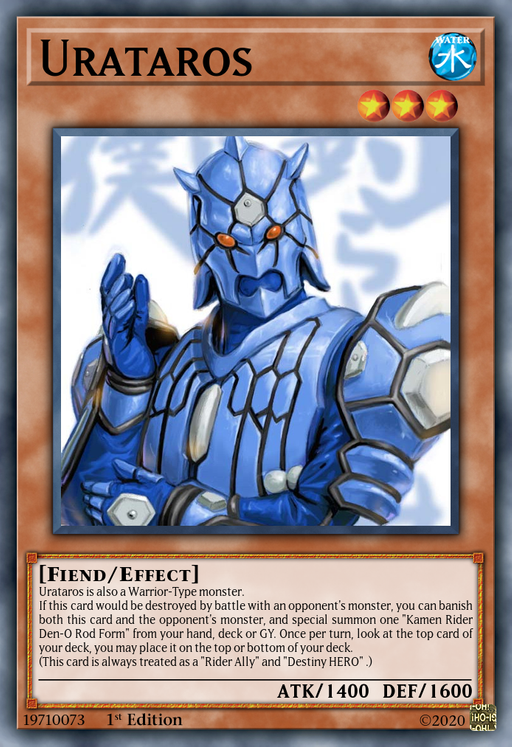 URATAROS
WATER
水
[FIEND/EFFECT]
Urataros is also a Warrior-Type monster.
If this card would be destroyed by battle with an opponent's monster, you can banish
both this card and the opponent's monster, and special summon one "Kamen Rider
Den-O Rod Form" from your hand, deck or GY. Once per turn, look at the top card of
your deck, you may place it on the top or bottom of your deck.
(This card is always treated as "Rider Ally" and "Destiny HERO" .)
ATK/1400 DEF/1600
19710073 1st Edition ©2020